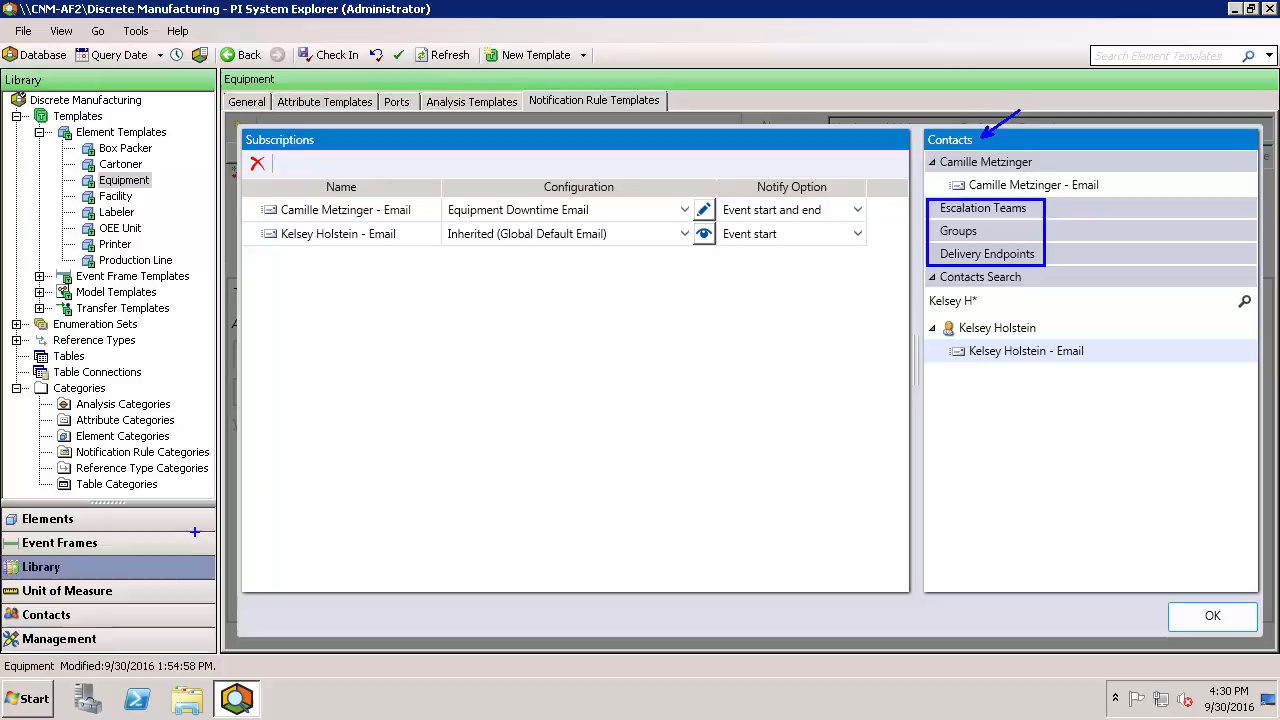 \\CNM-AF2\Discrete Manufacturing - PI System Explorer (Administrator)
File View Go Tools Help
Database Query Date Back Check In Refresh New Template Search Element Templates
Library
Discrete Manufacturing
Templates
Element Templates
Box Packer
Cartoner
Equipment
Facility
Labeler
OEE Unit
Printer
Production Line
Event Frame Templates
Model Templates
Transfer Templates
Enumeration Sets
Reference Types
Tables
Table Connections
Categories
Analysis Categories
Attribute Categories
Element Categories
Notification Rule Categories
Reference Type Categories
Table Categories
Elements
Event Frames
Library
Unit of Measure
Contacts
Management
Equipment
General Attribute Templates Ports Analysis Templates Notification Rule Templates
Subscriptions
Name Configuration Notify Option
Camille Metzinger - Email Equipment Downtime Email Event start and end
Kelsey Holstein - Email Inherited (Global Default Email) Event start
Contacts
Camille Metzinger
Camille Metzinger - Email
Escalation Teams
Groups
Delivery Endpoints
Contacts Search
Kelsey H*
Kelsey Holstein
Kelsey Holstein - Email
OK
Equipment Modified:9/30/2016 1:54:58 PM.
Start
4:30 PM
9/30/2016